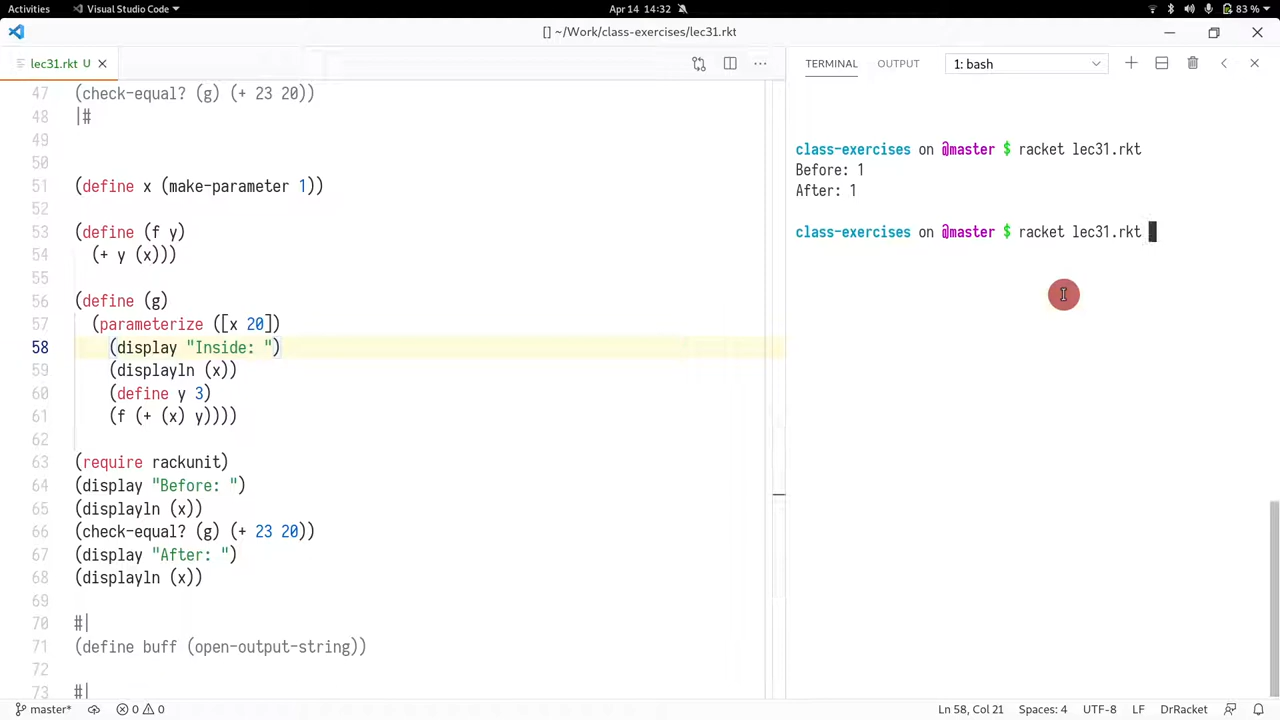 Activities Visual Studio Code Apr 14 14:32 83 %
[] ~/Work/class-exercises/lec31.rkt
lec31.rkt U
TERMINAL OUTPUT 1: bash
47 (check-equal? (g) (+ 23 20))
48 |#
49
50
51 (define x (make-parameter 1))
52
53 (define (f y)
54 (+ y (x)))
55
56 (define (g)
57 (parameterize ([x 20])
58 (display "Inside: ")
59 (displayln (x))
60 (define y 3)
61 (f (+ (x) y))))
62
63 (require rackunit)
64 (display "Before: ")
65 (displayln (x))
66 (check-equal? (g) (+ 23 20))
67 (display "After: ")
68 (displayln (x))
69
70 #|
71 (define buff (open-output-string))
72
73 #|
class-exercises on @master $ racket lec31.rkt
Before: 1
After: 1
class-exercises on @master $ racket lec31.rkt
master* 0 0 Ln 58, Col 21 Spaces: 4 UTF-8 LF DrRacket